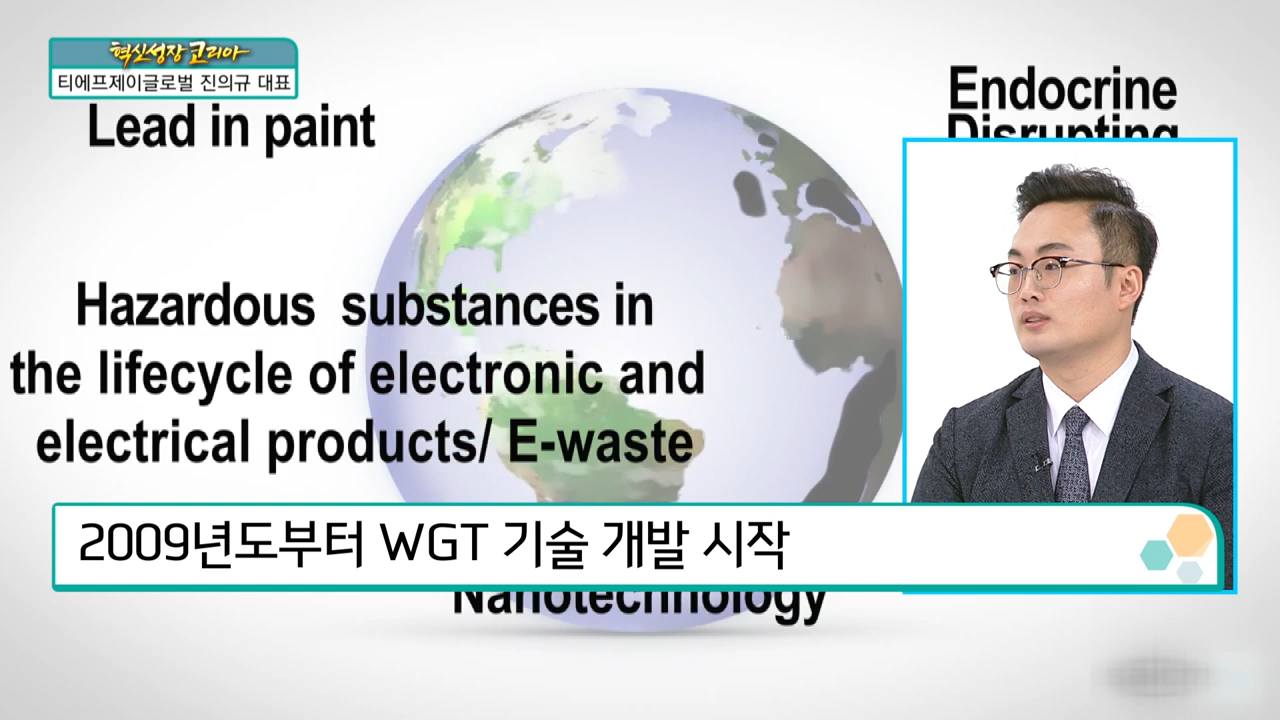 혁신성장 코리아
티에프제이글로벌 진의규 대표
Lead in paint
Endocrine
Disrupting
Hazardous substances in
the lifecycle of electronic and
electrical products/ E-waste
2009년도부터 WGT 기술 개발 시작
Nanotechnology